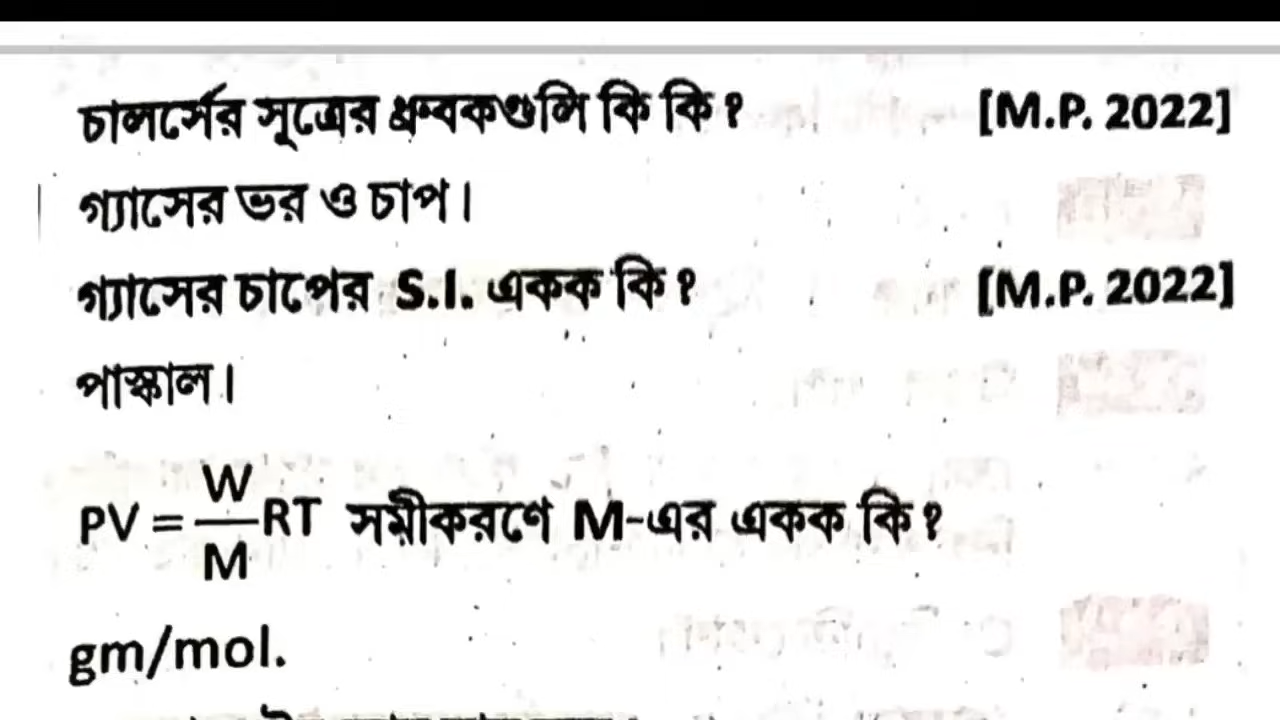 চালর্সের সূত্রের ধ্রুবকগুলি কি কি ? [M.P. 2022]
গ্যাসের ভর ও চাপ।
গ্যাসের চাপের S.I. একক কি ? [M.P. 2022]
পাস্কাল।
PV = W/M RT সমীকরণে M-এর একক কি ?
gm/mol.